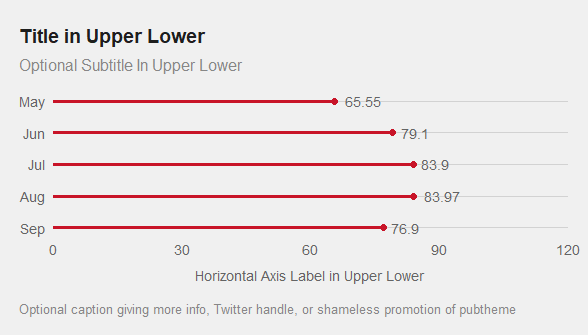 Title in Upper Lower
Optional Subtitle In Upper Lower
May 65.55
Jun 79.1
Jul 83.9
Aug 83.97
Sep 76.9
0 30 60 90 120
Horizontal Axis Label in Upper Lower
Optional caption giving more info, Twitter handle, or shameless promotion of pubtheme